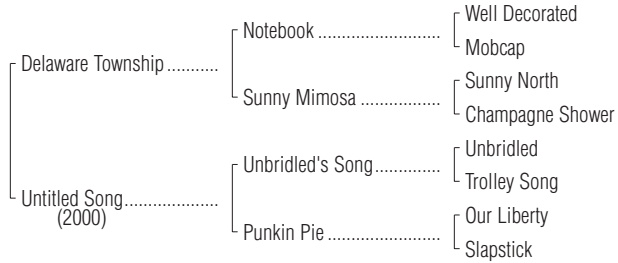 Well Decorated
Notebook ............................
Mobcap
Delaware Township ...........
Sunny North
Sunny Mimosa ..................
Champagne Shower
Unbridled
Unbridled's Song ...............
Trolley Song
Untitled Song .....................
(2000)
Our Liberty
Punkin Pie .........................
Slapstick